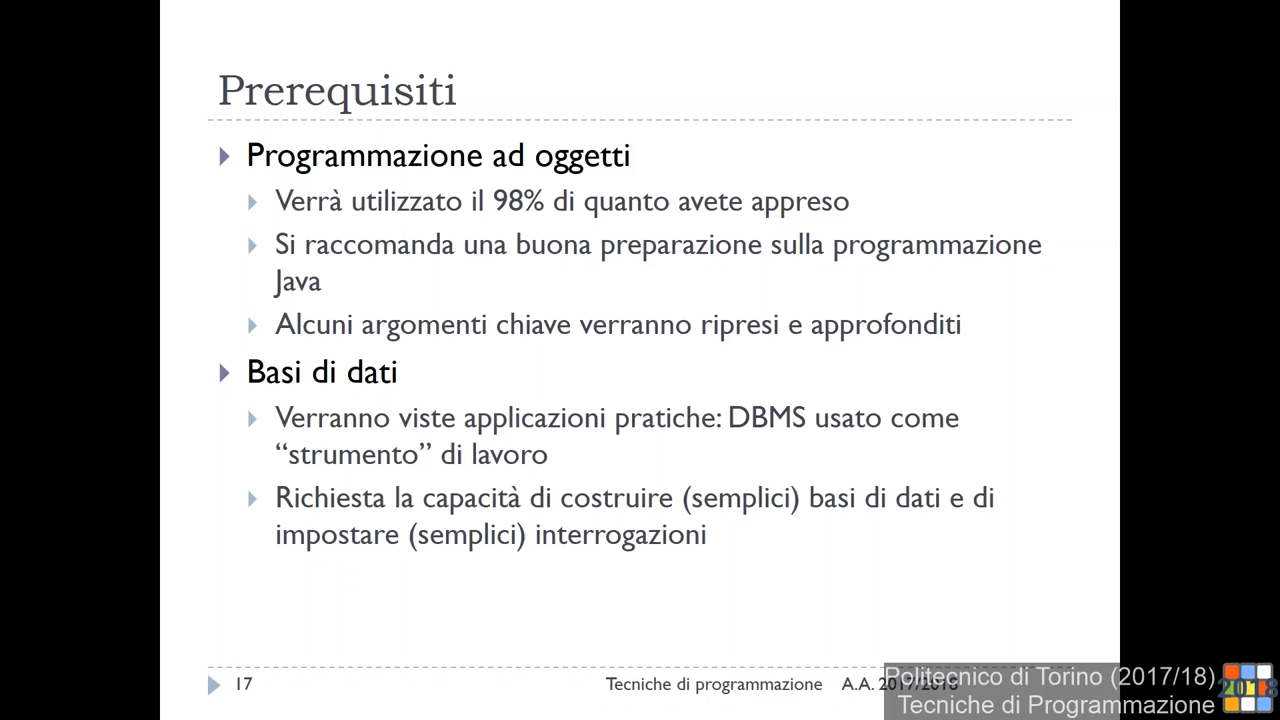 Prerequisiti
Programmazione ad oggetti
Verrà utilizzato il 98% di quanto avete appreso
Si raccomanda una buona preparazione sulla programmazione
Java
Alcuni argomenti chiave verranno ripresi e approfonditi
Basi di dati
Verranno viste applicazioni pratiche: DBMS usato come
“strumento” di lavoro
Richiesta la capacità di costruire (semplici) basi di dati e di
impostare (semplici) interrogazioni
17 Tecniche di programmazione A.A. 2017/2018
Politecnico di Torino (2017/18)
Tecniche di Programmazione
2018